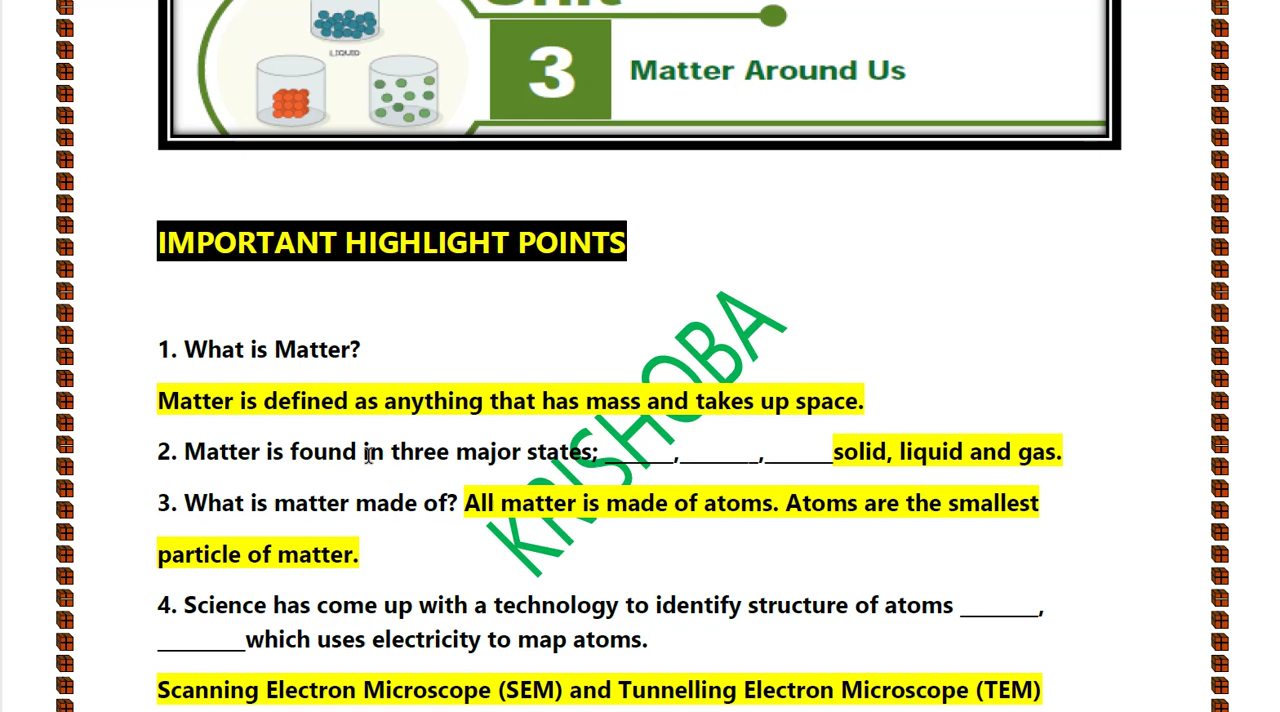 Unit
LIQUID
3
Matter Around Us
IMPORTANT HIGHLIGHT POINTS
1. What is Matter?
Matter is defined as anything that has mass and takes up space.
2. Matter is found in three major states; ______,_______,______solid, liquid and gas.
3. What is matter made of? All matter is made of atoms. Atoms are the smallest
particle of matter.
4. Science has come up with a technology to identify structure of atoms _______,
________which uses electricity to map atoms.
Scanning Electron Microscope (SEM) and Tunnelling Electron Microscope (TEM)
KRISHOBA